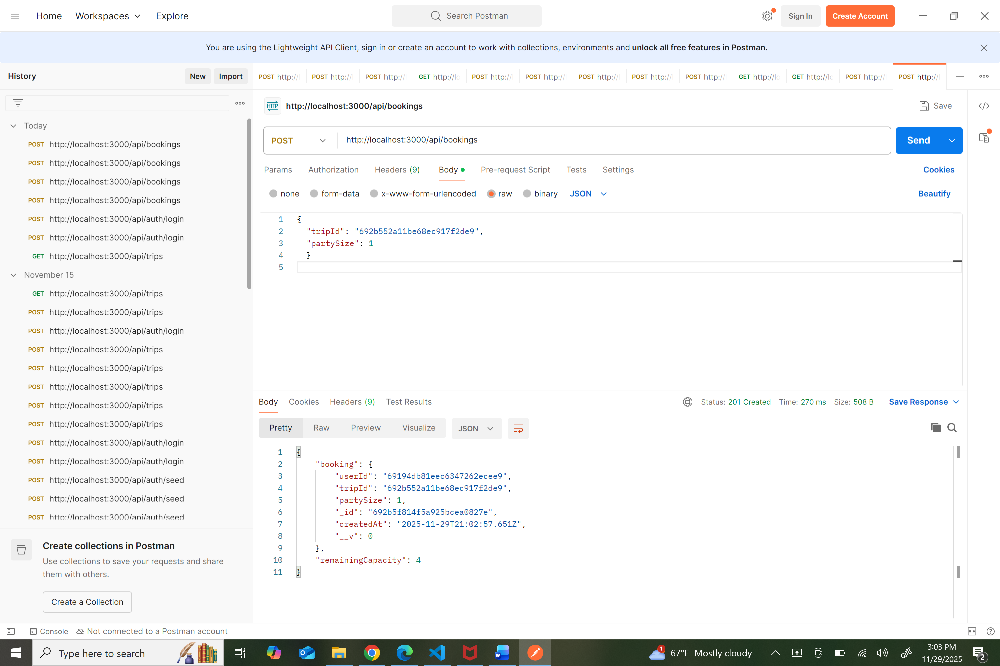 Home Workspaces Explore Search Postman Sign In Create Account
You are using the Lightweight API Client, sign in or create an account to work with collections, environments and unlock all free features in Postman.
History New Import
POST http:// POST http:// POST http:// GET http://lo POST http:// POST http:// POST http:// POST http:// POST http:// GET http://lo GET http://lo POST http:// POST http://
Today
POST http://localhost:3000/api/bookings
POST http://localhost:3000/api/bookings
POST http://localhost:3000/api/bookings
POST http://localhost:3000/api/bookings
POST http://localhost:3000/api/auth/login
POST http://localhost:3000/api/auth/login
GET http://localhost:3000/api/trips
November 15
GET http://localhost:3000/api/trips
POST http://localhost:3000/api/trips
POST http://localhost:3000/api/auth/login
POST http://localhost:3000/api/trips
POST http://localhost:3000/api/trips
POST http://localhost:3000/api/trips
POST http://localhost:3000/api/trips
POST http://localhost:3000/api/trips
POST http://localhost:3000/api/auth/login
POST http://localhost:3000/api/auth/login
POST http://localhost:3000/api/auth/seed
POST http://localhost:3000/api/auth/seed
POST http://localhost:3000/api/auth/seed
Create collections in Postman
Use collections to save your requests and share
them with others.
Create a Collection
HTTP http://localhost:3000/api/bookings Save
POST http://localhost:3000/api/bookings Send
Params Authorization Headers (9) Body Pre-request Script Tests Settings Cookies
none form-data x-www-form-urlencoded raw binary JSON Beautify
1 {
2 "tripId": "692b552a11be68ec917f2de9",
3 "partySize": 1
4 }
5
Body Cookies Headers (9) Test Results Status: 201 Created Time: 270 ms Size: 508 B Save Response
Pretty Raw Preview Visualize JSON
1 {
2 "booking": {
3 "userId": "69194db81eec6347262ecee9",
4 "tripId": "692b552a11be68ec917f2de9",
5 "partySize": 1,
6 "_id": "692b5f814f5a925bcea0827e",
7 "createdAt": "2025-11-29T21:02:57.651Z",
8 "__v": 0
9 },
10 "remainingCapacity": 4
11 }
Console Not connected to a Postman account
Type here to search 1 67°F Mostly cloudy 3:03 PM
11/29/2025 2